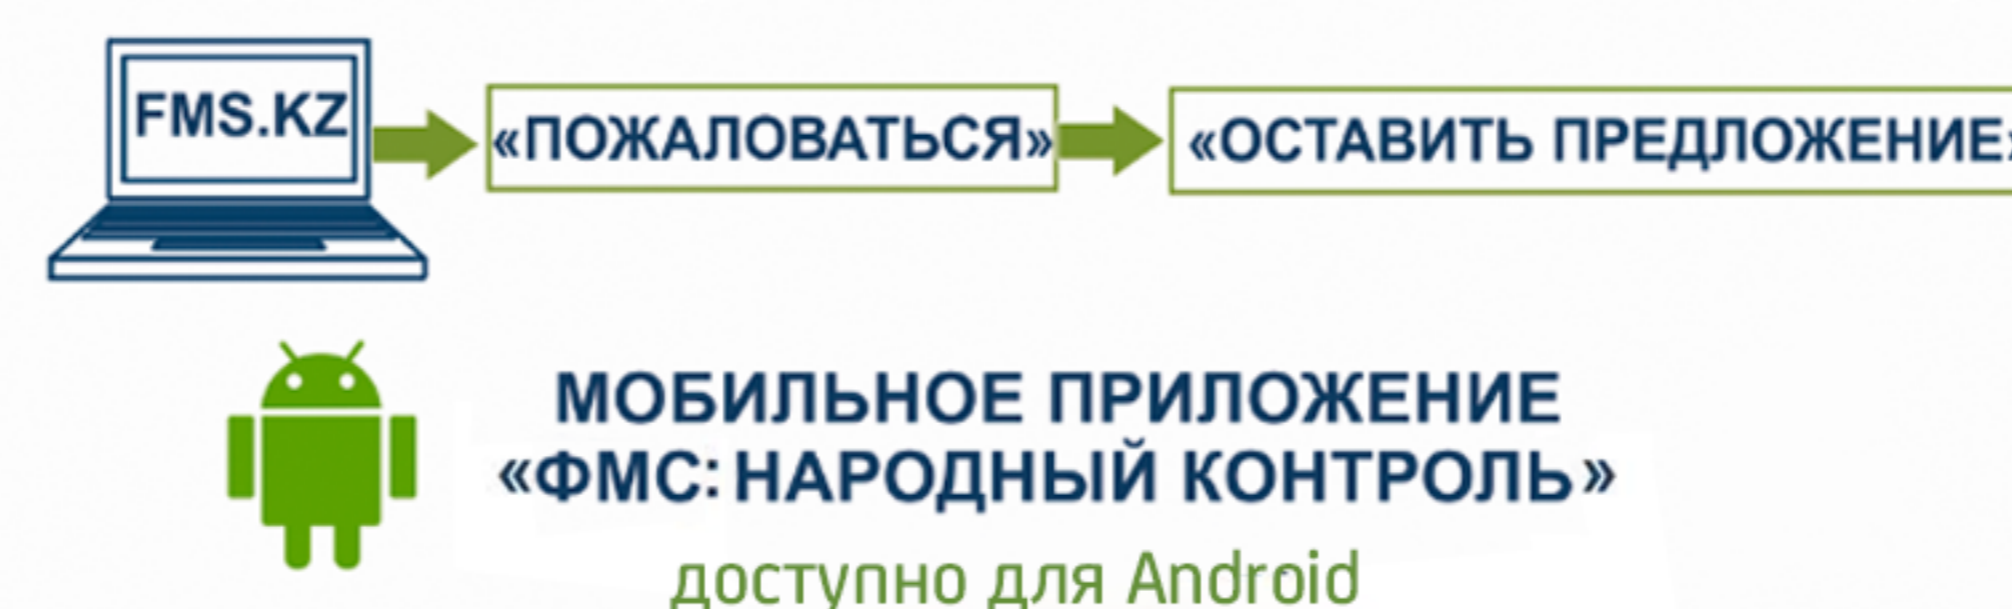 FMS.KZ
«ПОЖАЛОВАТЬСЯ»
«ОСТАВИТЬ ПРЕДЛОЖЕНИЕ»
МОБИЛЬНОЕ ПРИЛОЖЕНИЕ
«ФМС: НАРОДНЫЙ КОНТРОЛЬ»
доступно для Android